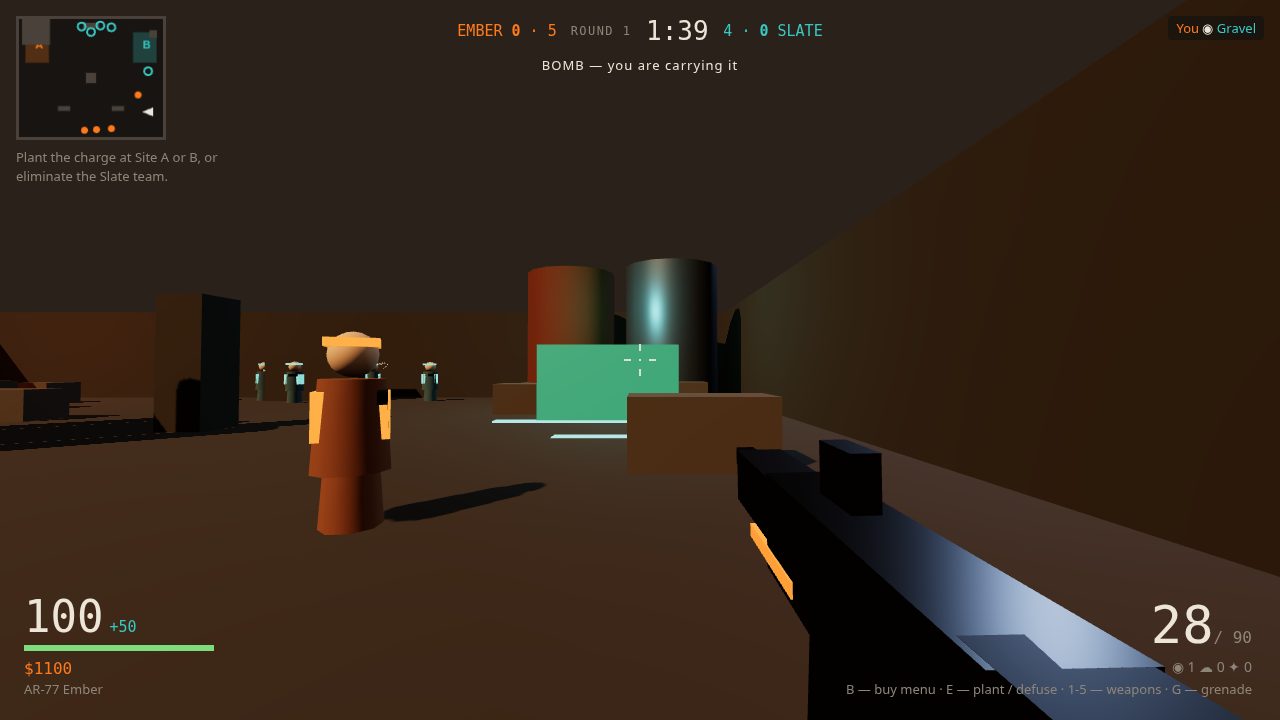 EMBER 0 · 5 ROUND 1 1:39 4 · 0 SLATE
You ◉ Gravel
BOMB — you are carrying it
A
B
Plant the charge at Site A or B, or
eliminate the Slate team.
100 +50
$1100
AR-77 Ember
28 / 90
◉ 1 ☁ 0 ✦ 0
B — buy menu · E — plant / defuse · 1-5 — weapons · G — grenade